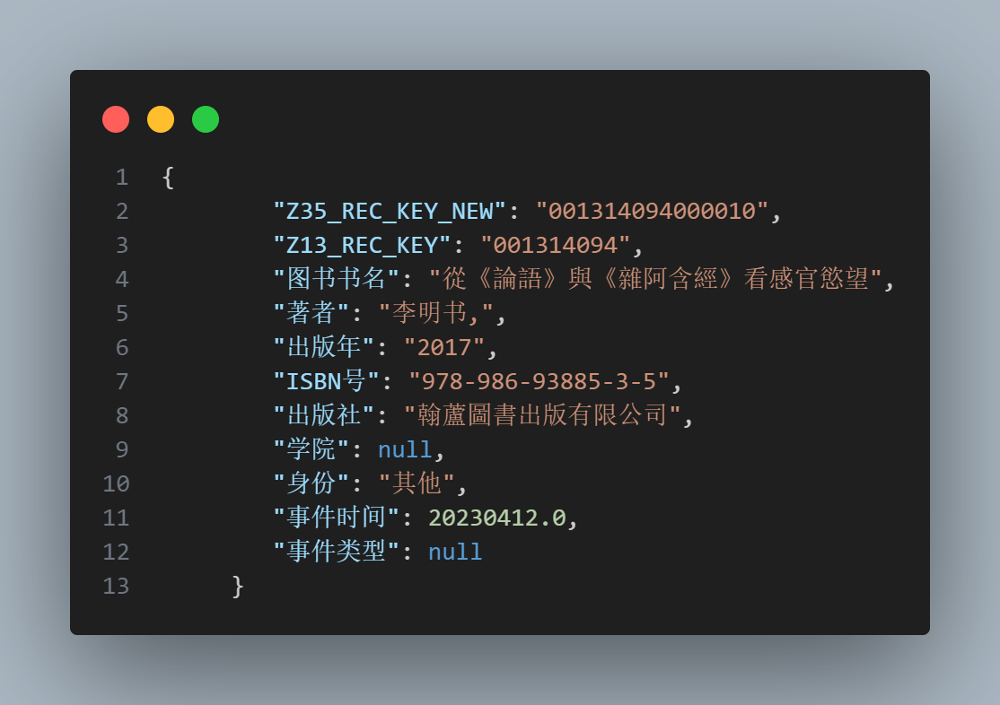 1 {
2 "Z35_REC_KEY_NEW": "001314094000010",
3 "Z13_REC_KEY": "001314094",
4 "图书书名": "從《論語》與《雜阿含經》看感官慾望",
5 "著者": "李明书,",
6 "出版年": "2017",
7 "ISBN号": "978-986-93885-3-5",
8 "出版社": "翰蘆圖書出版有限公司",
9 "学院": null,
10 "身份": "其他",
11 "事件时间": 20230412.0,
12 "事件类型": null
13 }